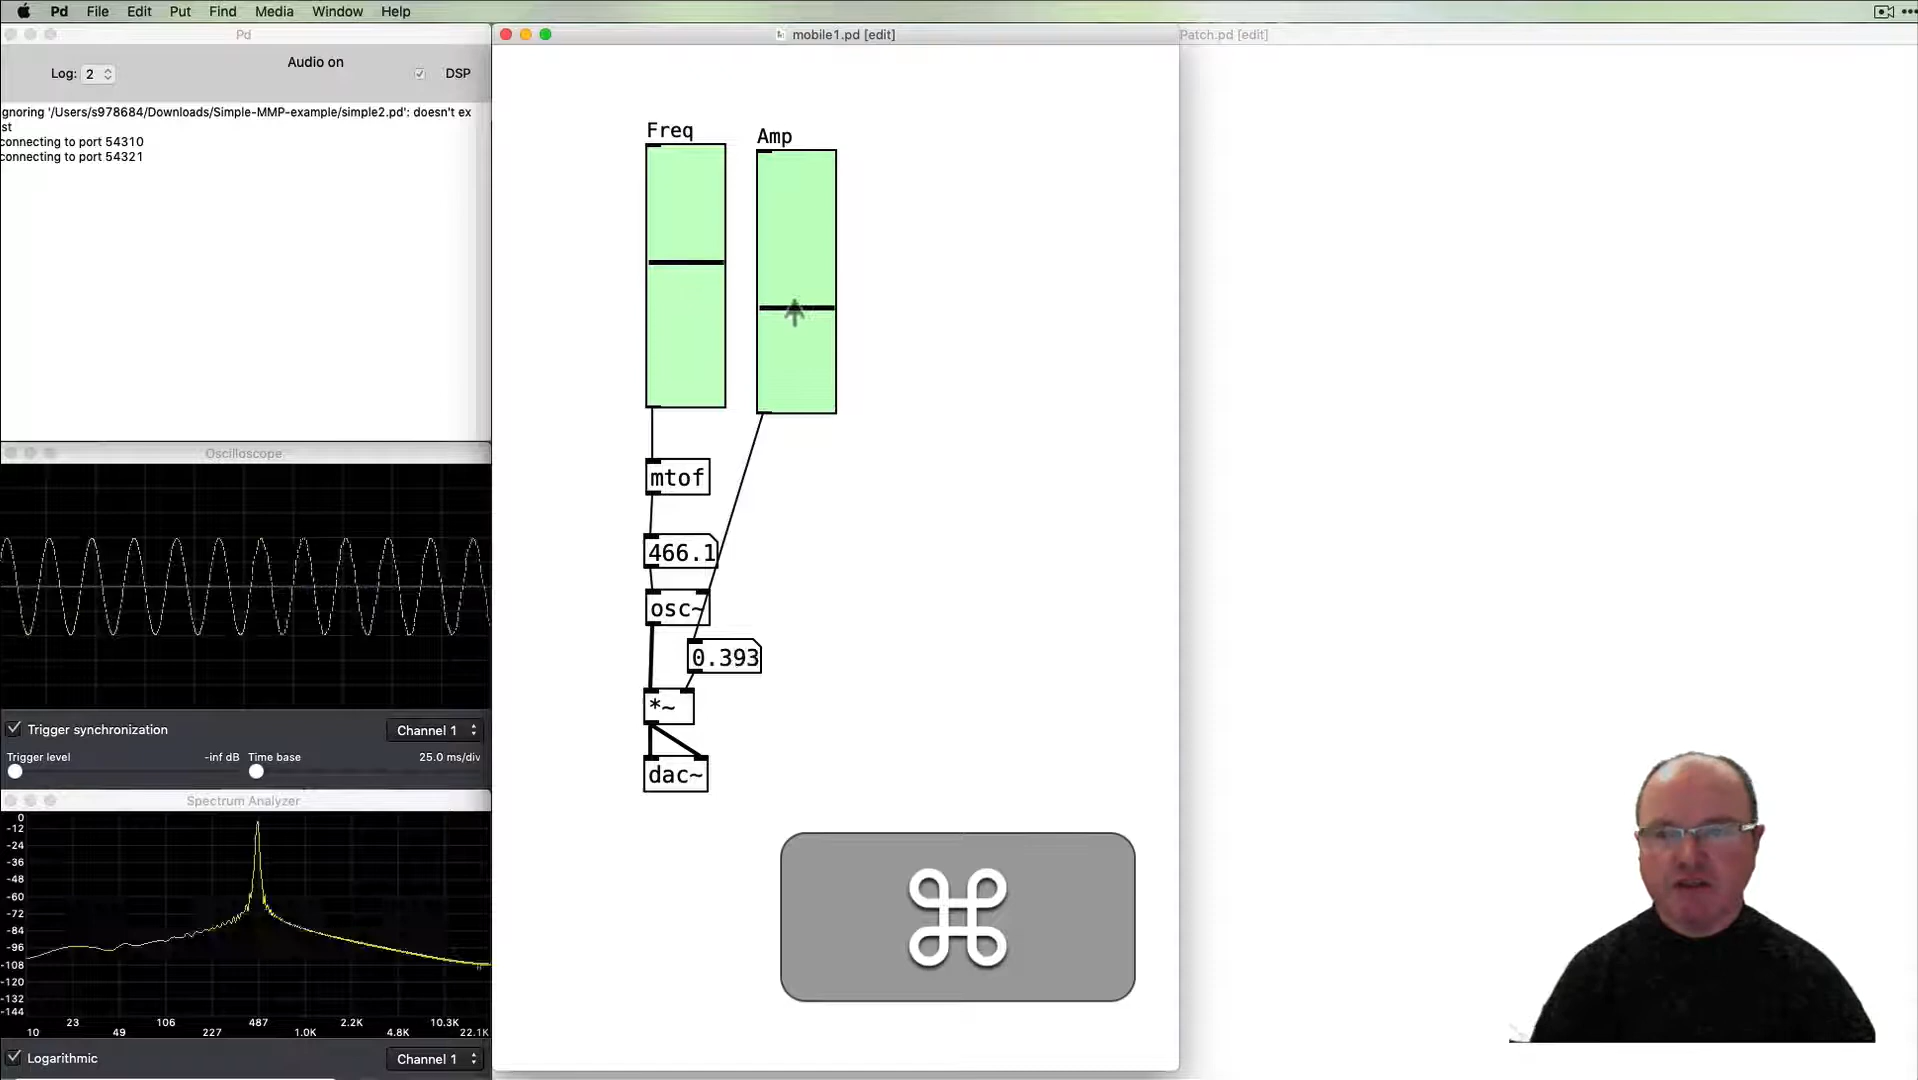 Pd File Edit Put Find Media Window Help
Pd
Log: 2
Audio on
DSP
gnoring '/Users/s978684/Downloads/Simple-MMP-example/simple2.pd': doesn't ex
st
connecting to port 54310
connecting to port 54321
mobile1.pd [edit]
Patch.pd [edit]
Freq
Amp
mtof
466.1
osc~
0.393
*~
dac~
Oscilloscope
Trigger synchronization
Channel 1
Trigger level
-inf dB
Time base
25.0 ms/div
Spectrum Analyzer
0
-12
-24
-36
-48
-60
-72
-84
-96
-108
-120
-132
-144
23 106 487 2.2K 10.3K
10 49 227 1.0K 4.8K 22.1K
Logarithmic
Channel 1